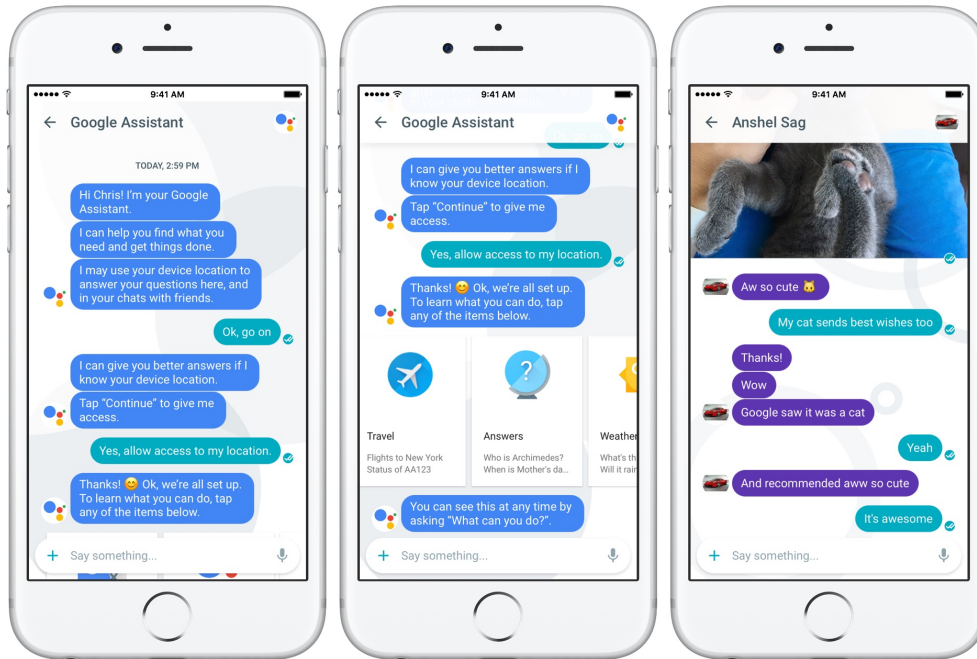 9:41 AM
Google Assistant
TODAY, 2:59 PM
Hi Chris! I'm your Google
Assistant.
I can help you find what you
need and get things done.
I may use your device location to
answer your questions here, and
in your chats with friends.
Ok, go on
I can give you better answers if I
know your device location.
Tap “Continue” to give me
access.
Yes, allow access to my location.
Thanks! 😊 Ok, we're all set up.
To learn what you can do, tap
any of the items below.
Say something...
9:41 AM
Google Assistant
I can give you better answers if I
know your device location.
Tap “Continue” to give me
access.
Yes, allow access to my location.
Thanks! 😊 Ok, we're all set up.
To learn what you can do, tap
any of the items below.
Travel
Flights to New York
Status of AA123
Answers
Who is Archimedes?
When is Mother's da...
Weather
What's th
Will it rain
You can see this at any time by
asking “What can you do?”.
Say something...
9:41 AM
Anshel Sag
Aw so cute 🐱
My cat sends best wishes too
Thanks!
Wow
Google saw it was a cat
Yeah
And recommended aww so cute
It's awesome
Say something...